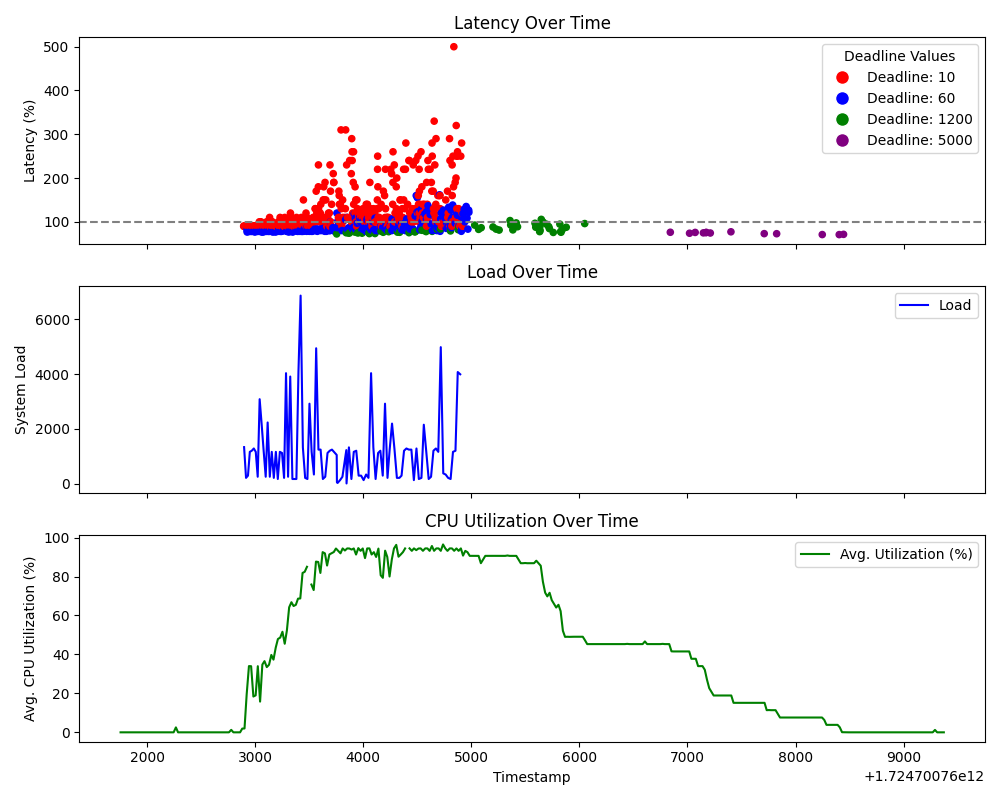 Latency Over Time
Latency (%)
500
400
300
200
100
Deadline Values
Deadline: 10
Deadline: 60
Deadline: 1200
Deadline: 5000
Load Over Time
System Load
6000
4000
2000
0
Load
CPU Utilization Over Time
Avg. CPU Utilization (%)
100
80
60
40
20
0
Avg. Utilization (%)
2000 3000 4000 5000 6000 7000 8000 9000
Timestamp
+1.72470076e12